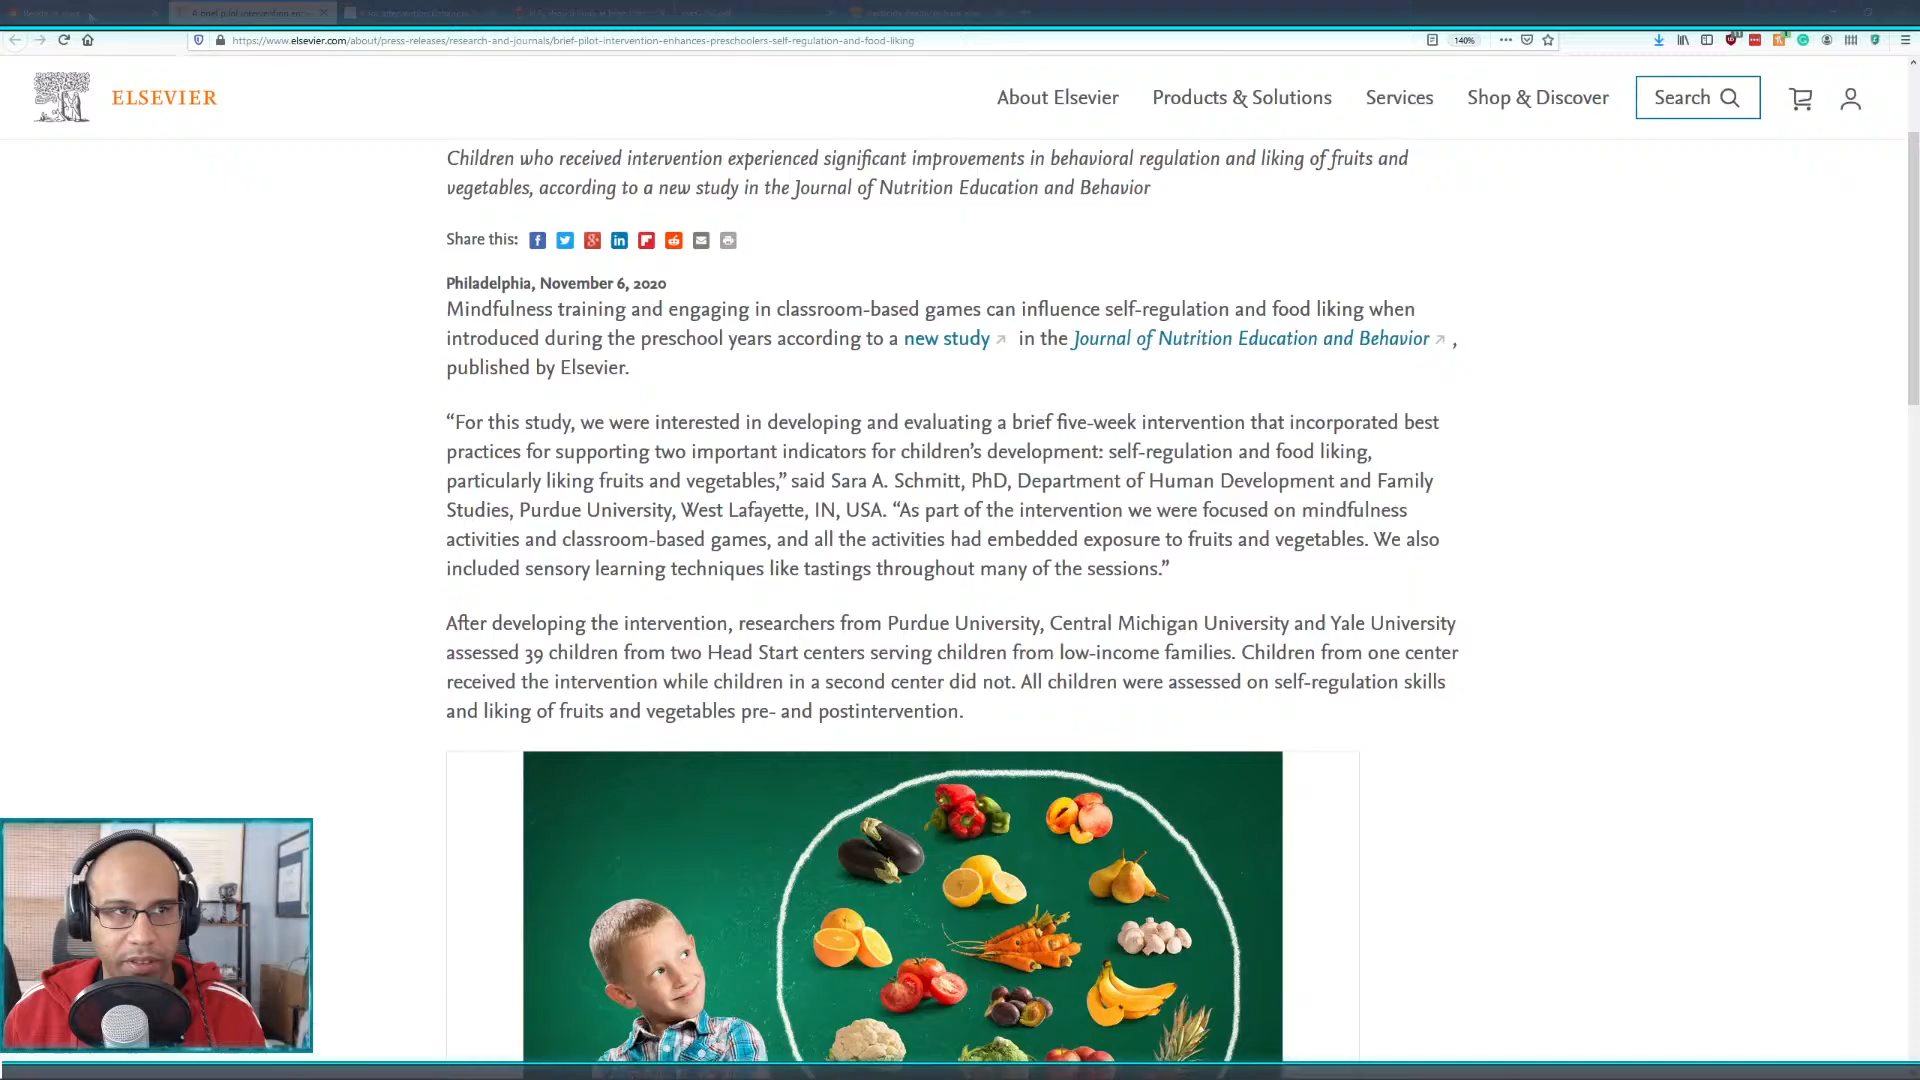 https://www.elsevier.com/about/press-releases/research-and-journals/brief-pilot-intervention-enhances-preschoolers-self-regulation-and-food-liking
140%
ELSEVIER
About Elsevier
Products & Solutions
Services
Shop & Discover
Search
Children who received intervention experienced significant improvements in behavioral regulation and liking of fruits and
vegetables, according to a new study in the Journal of Nutrition Education and Behavior
Share this:
Philadelphia, November 6, 2020
Mindfulness training and engaging in classroom-based games can influence self-regulation and food liking when
introduced during the preschool years according to a new study in the Journal of Nutrition Education and Behavior ,
published by Elsevier.
“For this study, we were interested in developing and evaluating a brief five-week intervention that incorporated best
practices for supporting two important indicators for children’s development: self-regulation and food liking,
particularly liking fruits and vegetables,” said Sara A. Schmitt, PhD, Department of Human Development and Family
Studies, Purdue University, West Lafayette, IN, USA. “As part of the intervention we were focused on mindfulness
activities and classroom-based games, and all the activities had embedded exposure to fruits and vegetables. We also
included sensory learning techniques like tastings throughout many of the sessions.”
After developing the intervention, researchers from Purdue University, Central Michigan University and Yale University
assessed 39 children from two Head Start centers serving children from low-income families. Children from one center
received the intervention while children in a second center did not. All children were assessed on self-regulation skills
and liking of fruits and vegetables pre- and postintervention.